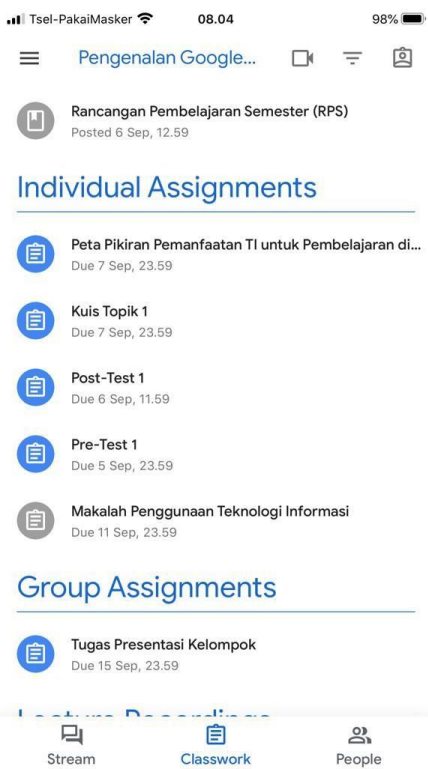 Tsel-PakaiMasker 08.04 98%
Pengenalan Google...
Rancangan Pembelajaran Semester (RPS)
Posted 6 Sep, 12.59
Individual Assignments
Peta Pikiran Pemanfaatan TI untuk Pembelajaran di...
Due 7 Sep, 23.59
Kuis Topik 1
Due 7 Sep, 23.59
Post-Test 1
Due 6 Sep, 11.59
Pre-Test 1
Due 5 Sep, 23.59
Makalah Penggunaan Teknologi Informasi
Due 11 Sep, 23.59
Group Assignments
Tugas Presentasi Kelompok
Due 15 Sep, 23.59
Lecture Recordings
Stream Classwork People